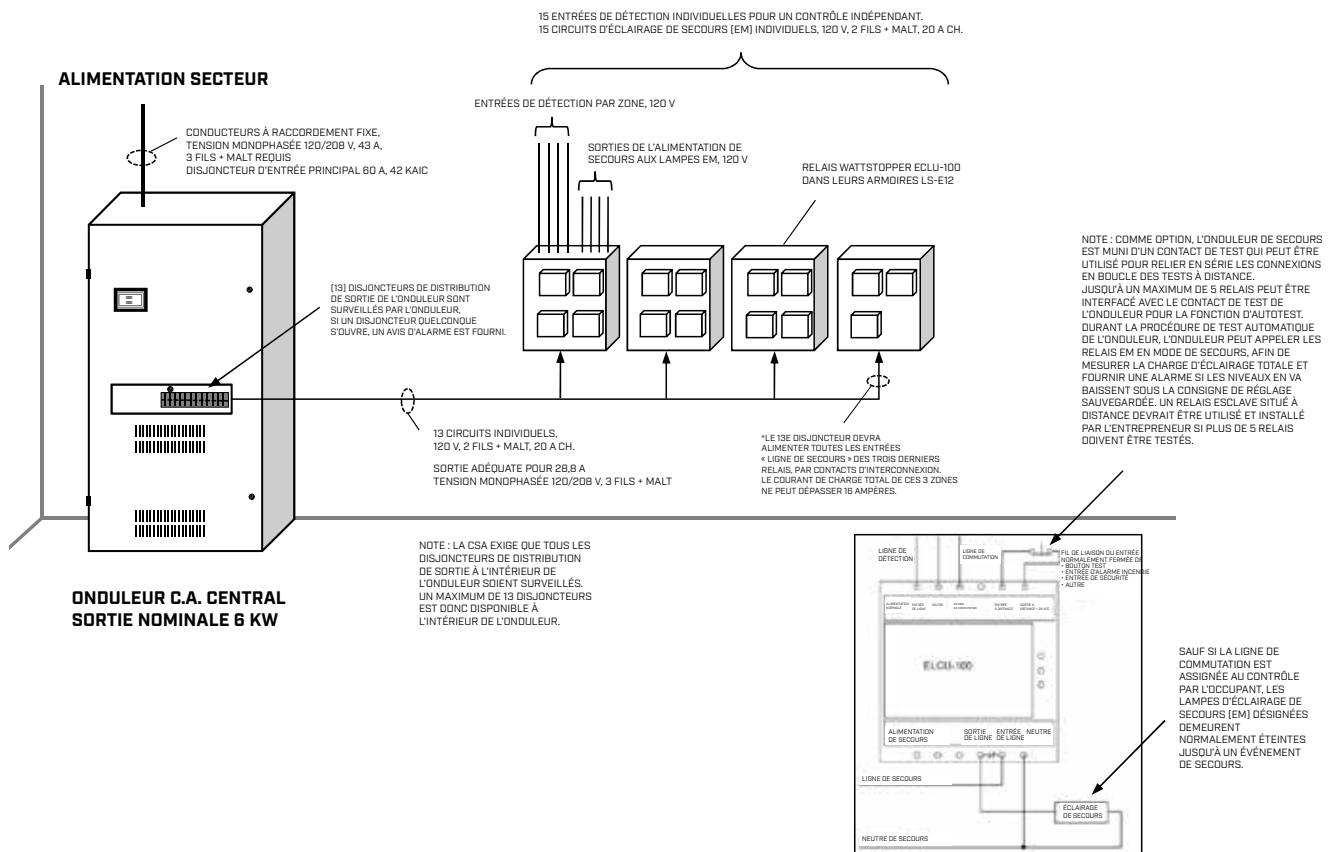 15 ENTRÉES DE DÉTECTION INDIVIDUELLES POUR UN CONTRÔLE INDÉPENDANT.
15 CIRCUITS D'ÉCLAIRAGE DE SECOURS (EM) INDIVIDUELS, 120 V, 2 FILS + MALT, 20 A CH.
ALIMENTATION SECTEUR
ENTRÉES DE DÉTECTION PAR ZONE, 120 V
CONDUCTEURS À RACCORDEMENT FIXE,
TENSION MONOPHASÉE 120/208 V, 43 A,
3 FILS + MALT REQUIS
DISJONCTEUR D'ENTRÉE PRINCIPAL 60 A, 42 KAIC
SORTIES DE L'ALIMENTATION DE
SECOURS AUX LAMPES EM, 120 V
RELAIS WATTSTOPPER ECLU-100
DANS LEURS ARMOIRES LS-E12
NOTE : COMME OPTION, L'ONDULEUR DE SECOURS
EST MUNI D'UN CONTACT DE TEST QUI PEUT ÊTRE
UTILISÉ POUR RELIER EN SÉRIE LES CONNEXIONS
EN BOUCLE DES TESTS À DISTANCE.
JUSQU'À UN MAXIMUM DE 5 RELAIS PEUT ÊTRE
INTERFACÉ AVEC LE CONTACT DE TEST DE
L'ONDULEUR POUR LA FONCTION D'AUTOTEST.
DURANT LA PROCÉDURE DE TEST AUTOMATIQUE
DE L'ONDULEUR, L'ONDULEUR PEUT APPELER LES
RELAIS EM EN MODE DE SECOURS, AFIN DE
MESURER LA CHARGE D'ÉCLAIRAGE TOTALE ET
FOURNIR UNE ALARME SI LES NIVEAUX EN VA
BAISSENT SOUS LA CONSIGNE DE RÉGLAGE
SAUVEGARDÉE. UN RELAIS ESCLAVE SITUÉ À
DISTANCE DEVRAIT ÊTRE UTILISÉ ET INSTALLÉ
PAR L'ENTREPRENEUR SI PLUS DE 5 RELAIS
DOIVENT ÊTRE TESTÉS.
(13) DISJONCTEURS DE DISTRIBUTION
DE SORTIE DE L'ONDULEUR SONT
SURVEILLÉS PAR L'ONDULEUR,
SI UN DISJONCTEUR QUELCONQUE
S'OUVRE, UN AVIS D'ALARME EST FOURNI.
13 CIRCUITS INDIVIDUELS,
120 V, 2 FILS + MALT, 20 A CH.
SORTIE ADÉQUATE POUR 28,8 A
TENSION MONOPHASÉE 120/208 V, 3 FILS + MALT
*LE 13E DISJONCTEUR DEVRA
ALIMENTER TOUTES LES ENTRÉES
« LIGNE DE SECOURS » DES TROIS DERNIERS
RELAIS, PAR CONTACTS D'INTERCONNEXION.
LE COURANT DE CHARGE TOTAL DE CES 3 ZONES
NE PEUT DÉPASSER 16 AMPÈRES.
NOTE : LA CSA EXIGE QUE TOUS LES
DISJONCTEURS DE DISTRIBUTION
DE SORTIE À L'INTÉRIEUR DE
L'ONDULEUR SOIENT SURVEILLÉS.
UN MAXIMUM DE 13 DISJONCTEURS
EST DONC DISPONIBLE À
L'INTÉRIEUR DE L'ONDULEUR.
ONDULEUR C.A. CENTRAL
SORTIE NOMINALE 6 KW
LIGNE DE
DÉTECTION
LIGNE DE
COMMUTATION
FIL DE LIAISON OU ENTRÉE
NORMALEMENT FERMÉE DE
• BOUTON TEST
• ENTRÉE D'ALARME INCENDIE
• ENTRÉE DE SÉCURITÉ
• AUTRE
ALIMENTATION
NORMALE
ENTRÉE
DE LIGNE
ENTRÉE
À DISTANCE
ELCU-100
ALIMENTATION
DE SECOURS
SORTIE
DE LIGNE
ENTRÉE
DE LIGNE
NEUTRE
LIGNE DE SECOURS
ÉCLAIRAGE
DE SECOURS
NEUTRE DE SECOURS
SAUF SI LA LIGNE DE
COMMUTATION EST
ASSIGNÉE AU CONTRÔLE
PAR L'OCCUPANT, LES
LAMPES D'ÉCLAIRAGE DE
SECOURS (EM) DÉSIGNÉES
DEMEURENT
NORMALEMENT ÉTEINTES
JUSQU'À UN ÉVÉNEMENT
DE SECOURS.